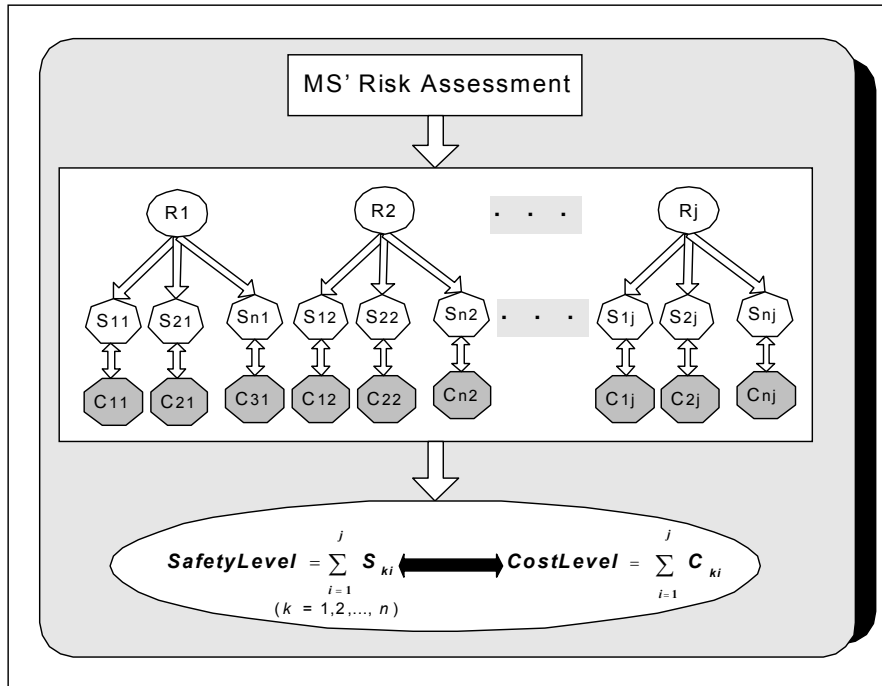 MS' Risk Assessment
R1 R2 . . . Rj
S11 S21 Sn1 S12 S22 Sn2 . . . S1j S2j Snj
C11 C21 C31 C12 C22 Cn2 C1j C2j Cnj
SafetyLevel = j ∑ i = 1 S ki CostLevel = j ∑ i = 1 C ki
( k = 1,2,..., n )